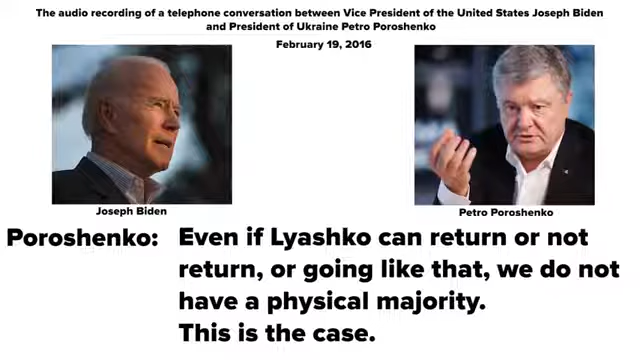 The audio recording of a telephone conversation between Vice President of the United States Joseph Biden
and President of Ukraine Petro Poroshenko
February 19, 2016
Joseph Biden
Petro Poroshenko
Poroshenko: Even if Lyashko can return or not
return, or going like that, we do not
have a physical majority.
This is the case.